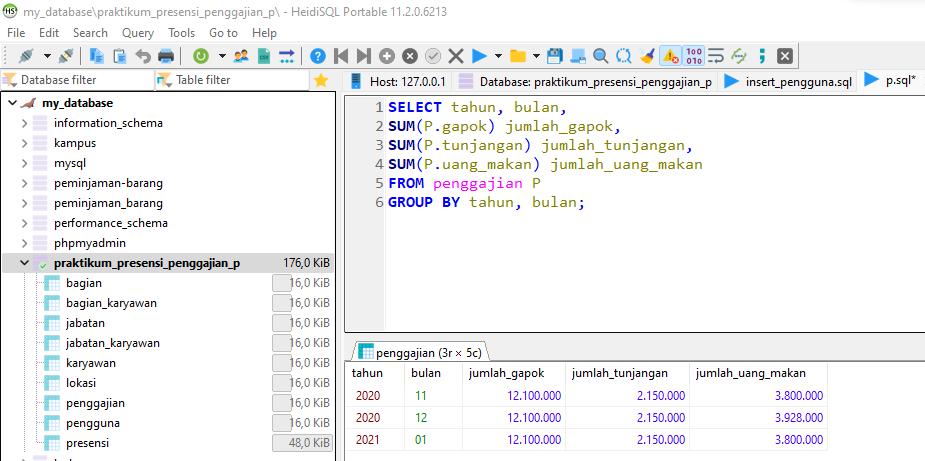 my_database\praktikum_presensi_penggajian_p\ - HeidiSQL Portable 11.2.0.6213
File Edit Search Query Tools Go to Help
Database filter Table filter
Host: 127.0.0.1 Database: praktikum_presensi_penggajian_p insert_pengguna.sql p.sql*
my_database
information_schema
kampus
mysql
peminjaman-barang
peminjaman_barang
performance_schema
phpmyadmin
praktikum_presensi_penggajian_p 176,0 KiB
bagian 16,0 KiB
bagian_karyawan 16,0 KiB
jabatan 16,0 KiB
jabatan_karyawan 16,0 KiB
karyawan 16,0 KiB
lokasi 16,0 KiB
penggajian 16,0 KiB
pengguna 16,0 KiB
presensi 48,0 KiB
1 SELECT tahun, bulan,
2 SUM(P.gapok) jumlah_gapok,
3 SUM(P.tunjangan) jumlah_tunjangan,
4 SUM(P.uang_makan) jumlah_uang_makan
5 FROM penggajian P
6 GROUP BY tahun, bulan;
penggajian (3r × 5c)
tahun bulan jumlah_gapok jumlah_tunjangan jumlah_uang_makan
2020 11 12.100.000 2.150.000 3.800.000
2020 12 12.100.000 2.150.000 3.928.000
2021 01 12.100.000 2.150.000 3.800.000